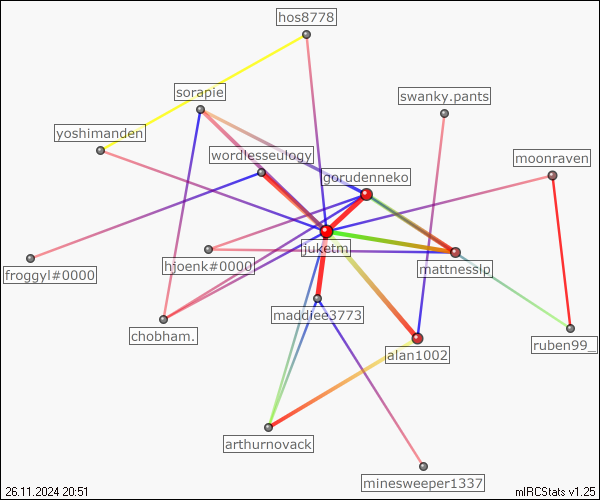 hos8778
sorapie
swanky.pants
yoshimanden
wordlesseulogy
moonraven
gorudenneko
juketm
froggyl#0000
hjoenk#0000
mattnesslp
maddiee3773
chobham.
ruben99_
alan1002
arthurnovack
minesweeper1337
26.11.2024 20:51
mIRCStats v1.25